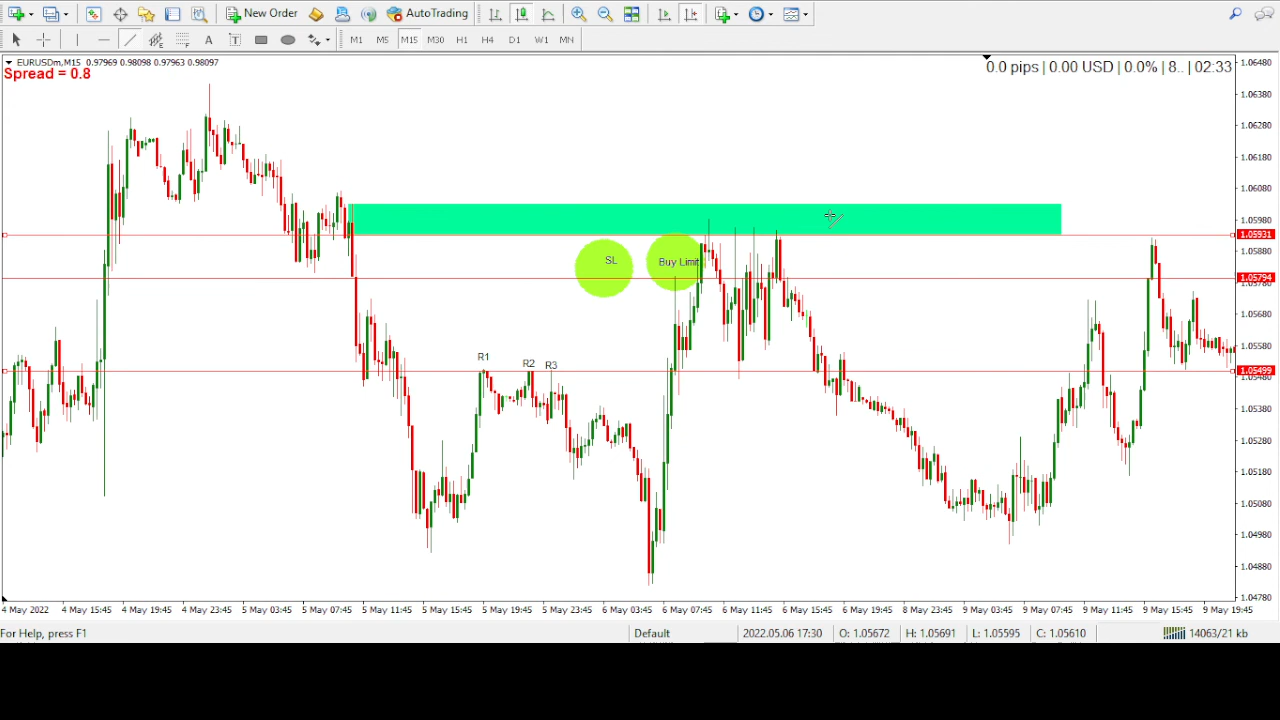 New Order AutoTrading
A T M1 M5 M15 M30 H1 H4 D1 W1 MN
EURUSDm,M15 0.97969 0.98098 0.97963 0.98097
Spread = 0.8
0.0 pips | 0.00 USD | 0.0% | 8.. | 02:33
1.06480
1.06380
1.06280
1.06180
1.06080
1.05980
1.05931
1.05880
1.05794
1.05680
1.05580
1.05499
1.05480
1.05380
1.05280
1.05180
1.05080
1.04980
1.04880
1.04780
SL
Buy Limit
R1
R2
R3
4 May 2022 4 May 15:45 4 May 19:45 4 May 23:45 5 May 03:45 5 May 07:45 5 May 11:45 5 May 15:45 5 May 19:45 5 May 23:45 6 May 03:45 6 May 07:45 6 May 11:45 6 May 15:45 6 May 19:45 8 May 23:45 9 May 03:45 9 May 07:45 9 May 11:45 9 May 15:45 9 May 19:45
For Help, press F1 Default 2022.05.06 17:30 O: 1.05672 H: 1.05691 L: 1.05595 C: 1.05610 14063/21 kb